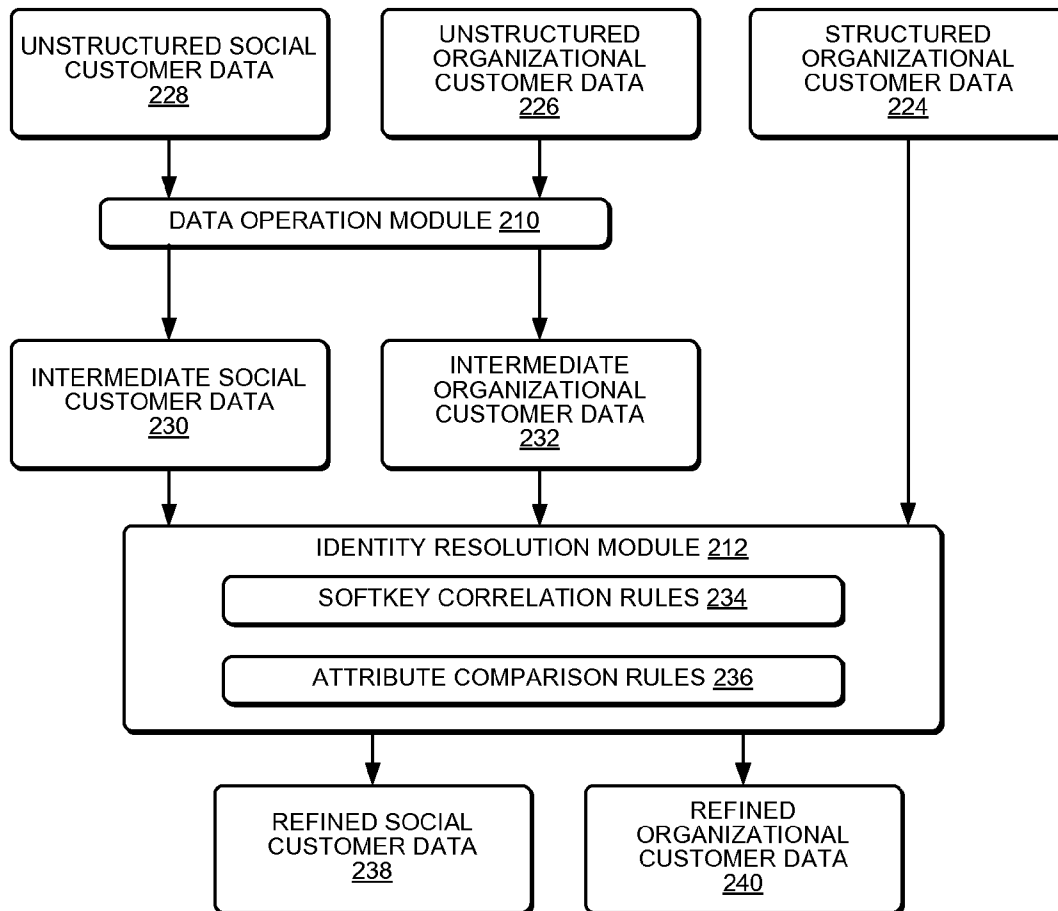 UNSTRUCTURED SOCIAL
CUSTOMER DATA
228
UNSTRUCTURED
ORGANIZATIONAL
CUSTOMER DATA
226
STRUCTURED
ORGANIZATIONAL
CUSTOMER DATA
224
DATA OPERATION MODULE 210
INTERMEDIATE SOCIAL
CUSTOMER DATA
230
INTERMEDIATE
ORGANIZATIONAL
CUSTOMER DATA
232
IDENTITY RESOLUTION MODULE 212
SOFTKEY CORRELATION RULES 234
ATTRIBUTE COMPARISON RULES 236
REFINED SOCIAL
CUSTOMER DATA
238
REFINED
ORGANIZATIONAL
CUSTOMER DATA
240